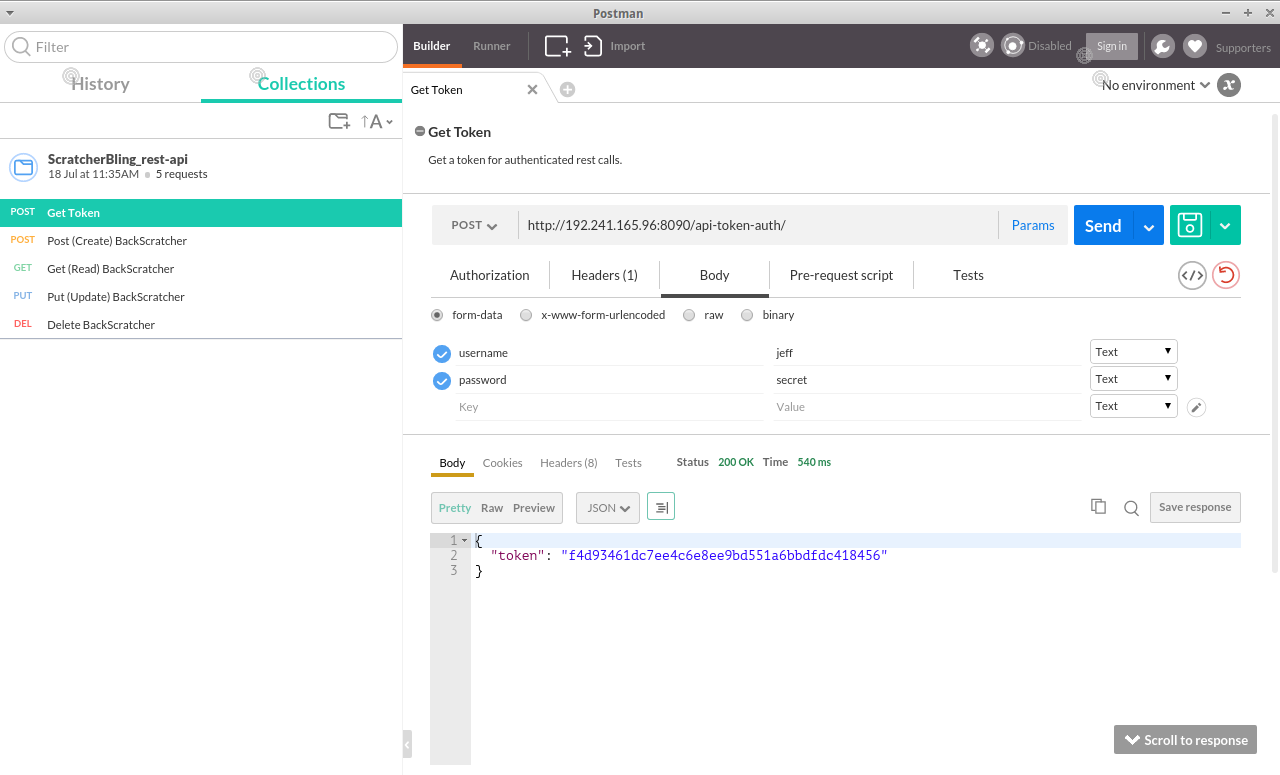 Postman
Filter
History
Collections
↑A
ScratcherBling_rest-api
18 Jul at 11:35AM 5 requests
POST Get Token
POST Post (Create) BackScratcher
GET Get (Read) BackScratcher
PUT Put (Update) BackScratcher
DEL Delete BackScratcher
Builder Runner Import Disabled Sign in Supporters
Get Token
No environment
Get Token
Get a token for authenticated rest calls.
POST http://192.241.165.96:8090/api-token-auth/ Params Send
Authorization Headers (1) Body Pre-request script Tests
form-data x-www-form-urlencoded raw binary
username jeff Text
password secret Text
Key Value Text
Body Cookies Headers (8) Tests Status 200 OK Time 540 ms
Pretty Raw Preview JSON Save response
1 {
2 "token": "f4d93461dc7ee4c6e8ee9bd551a6bbdfdc418456"
3 }
Scroll to response